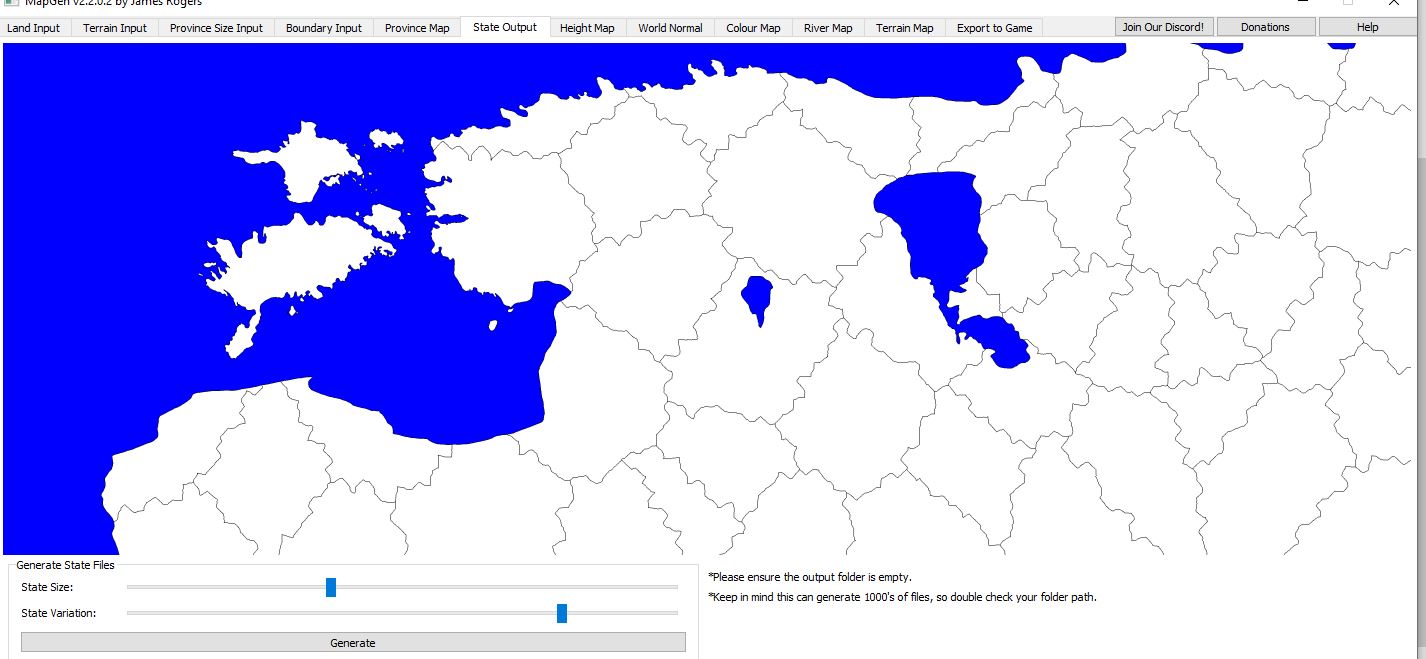 MapGen v2.2.0.2 by James Rogers
Land Input Terrain Input Province Size Input Boundary Input Province Map State Output Height Map World Normal Colour Map River Map Terrain Map Export to Game Join Our Discord! Donations Help
Generate State Files
State Size:
State Variation:
Generate
*Please ensure the output folder is empty.
*Keep in mind this can generate 1000's of files, so double check your folder path.